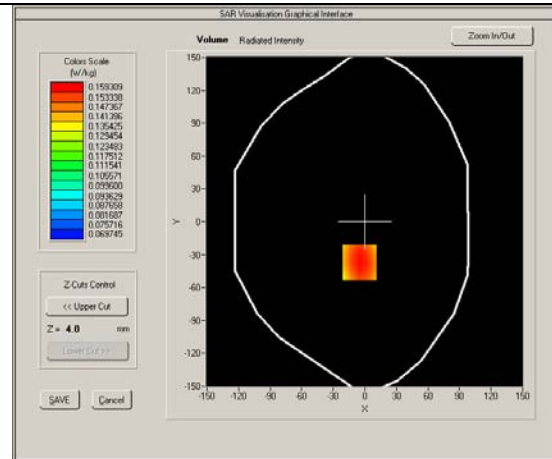 SAR Visualisation Graphical Interface
Volume Radiated Intensity
Zoom In/Out
Colors Scale
(W/kg)
0.159309
0.153338
0.147367
0.141396
0.135425
0.129454
0.123483
0.117512
0.111541
0.105571
0.099600
0.093629
0.087658
0.081687
0.075716
0.069745
Z-Cuts Control
<< Upper Cut
Z = 4.0 mm
Lower Cut >>
SAVE Cancel
150-
120-
90-
60-
30-
0-
-30-
-60-
-90-
-120-
-150-
Y
-150 -120 -90 -60 -30 0 30 60 90 120 150
X